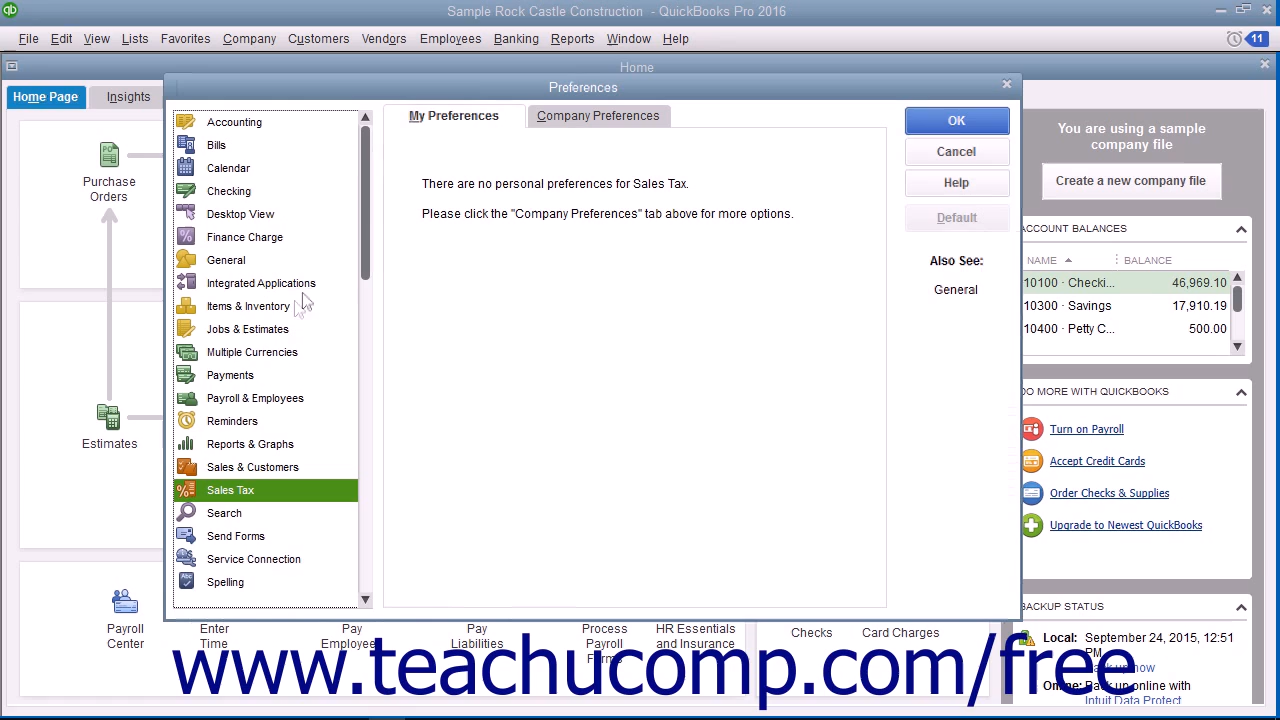 Sample Rock Castle Construction - QuickBooks Pro 2016
File Edit View Lists Favorites Company Customers Vendors Employees Banking Reports Window Help 11
Home
Home Page Insights
Preferences
Accounting
Bills
Calendar
Checking
Desktop View
Finance Charge
General
Integrated Applications
Items & Inventory
Jobs & Estimates
Multiple Currencies
Payments
Payroll & Employees
Reminders
Reports & Graphs
Sales & Customers
Sales Tax
Search
Send Forms
Service Connection
Spelling
My Preferences Company Preferences
There are no personal preferences for Sales Tax.
Please click the "Company Preferences" tab above for more options.
OK
Cancel
Help
Default
Also See:
General
Purchase
Orders
Estimates
Payroll
Center
Enter
Time
Pay
Employees
Pay
Liabilities
Process
Payroll
Forms
HR Essentials
and Insurance
Checks
Card Charges
You are using a sample
company file
Create a new company file
ACCOUNT BALANCES
NAME BALANCE
10100 · Checki... 46,969.10
10300 · Savings 17,910.19
10400 · Petty C... 500.00
DO MORE WITH QUICKBOOKS
Turn on Payroll
Accept Credit Cards
Order Checks & Supplies
Upgrade to Newest QuickBooks
BACKUP STATUS
Local: September 24, 2015, 12:51
PM
Back up now
Online: Back up online with
Intuit Data Protect
www.teachucomp.com/free